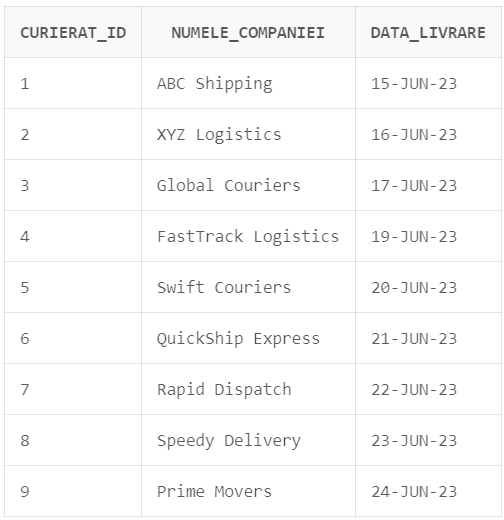 CURIERAT_ID NUMELE_COMPANIEI DATA_LIVRARE
1 ABC Shipping 15-JUN-23
2 XYZ Logistics 16-JUN-23
3 Global Couriers 17-JUN-23
4 FastTrack Logistics 19-JUN-23
5 Swift Couriers 20-JUN-23
6 QuickShip Express 21-JUN-23
7 Rapid Dispatch 22-JUN-23
8 Speedy Delivery 23-JUN-23
9 Prime Movers 24-JUN-23